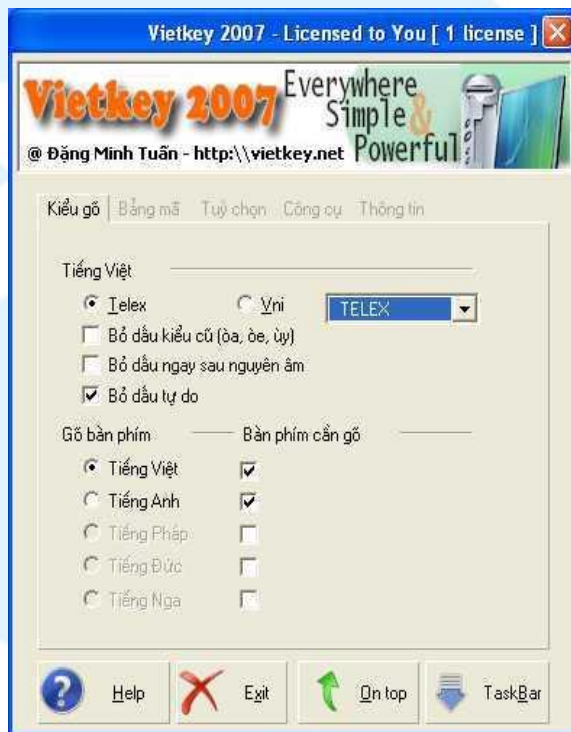 Vietkey 2007 - Licensed to You [ 1 license ]
Vietkey 2007 Everywhere
Simple &
Powerful
@ Đặng Minh Tuấn - http:\\vietkey.net
Kiểu gõ Bảng mã Tuỳ chọn Công cụ Thông tin
Tiếng Việt
Telex Vni TELEX
Bỏ dấu kiểu cũ (òa, òe, ùy)
Bỏ dấu ngay sau nguyên âm
Bỏ dấu tự do
Gõ bàn phím Bàn phím cần gõ
Tiếng Việt
Tiếng Anh
Tiếng Pháp
Tiếng Đức
Tiếng Nga
Help Exit On top TaskBar